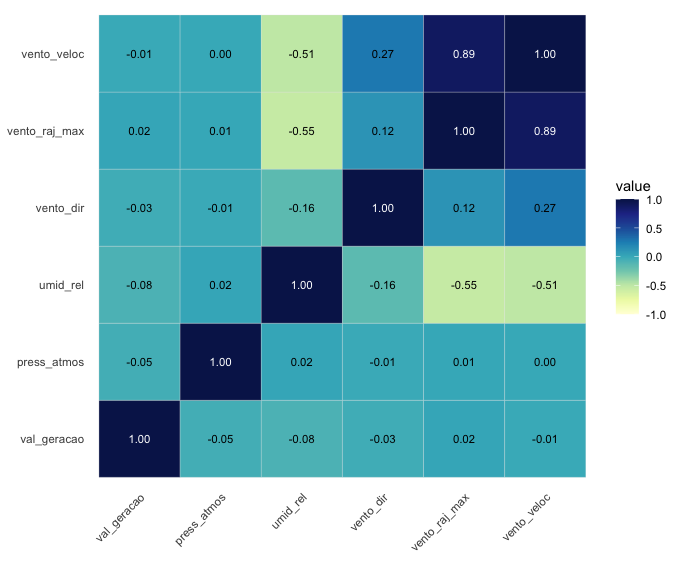 vento_veloc -0.01 0.00 -0.51 0.27 0.89 1.00
vento_raj_max 0.02 0.01 -0.55 0.12 1.00 0.89
vento_dir -0.03 -0.01 -0.16 1.00 0.12 0.27
umid_rel -0.08 0.02 1.00 -0.16 -0.55 -0.51
press_atmos -0.05 1.00 0.02 -0.01 0.01 0.00
val_geracao 1.00 -0.05 -0.08 -0.03 0.02 -0.01
val_geracao press_atmos umid_rel vento_dir vento_raj_max vento_veloc
value
1.0
0.5
0.0
-0.5
-1.0